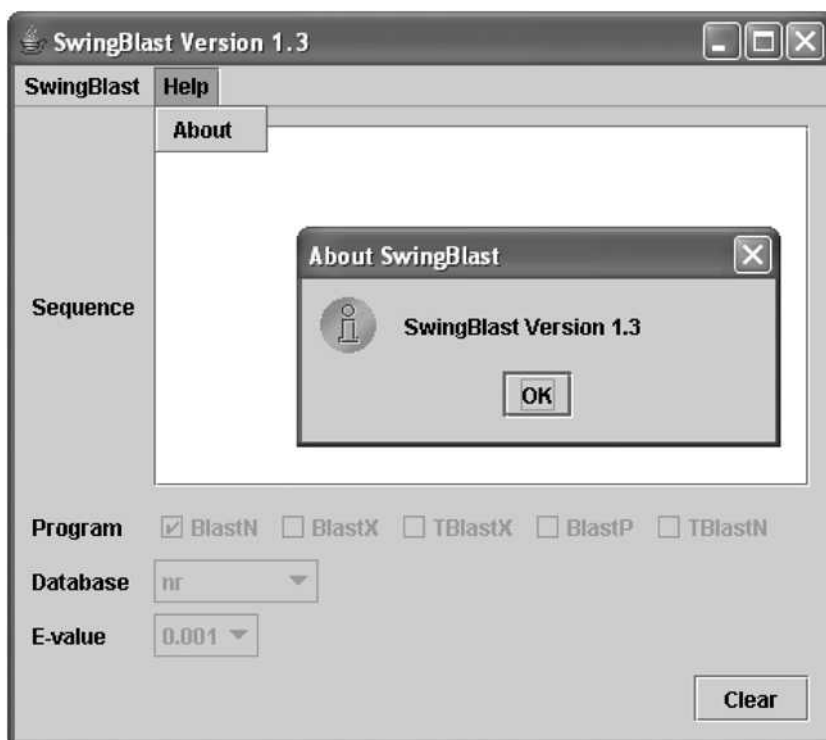 SwingBlast Version 1.3
SwingBlast Help
About
About SwingBlast
Sequence
SwingBlast Version 1.3
OK
Program BlastN BlastX TBlastX BlastP TBlastN
Database nr
E-value 0.001
Clear